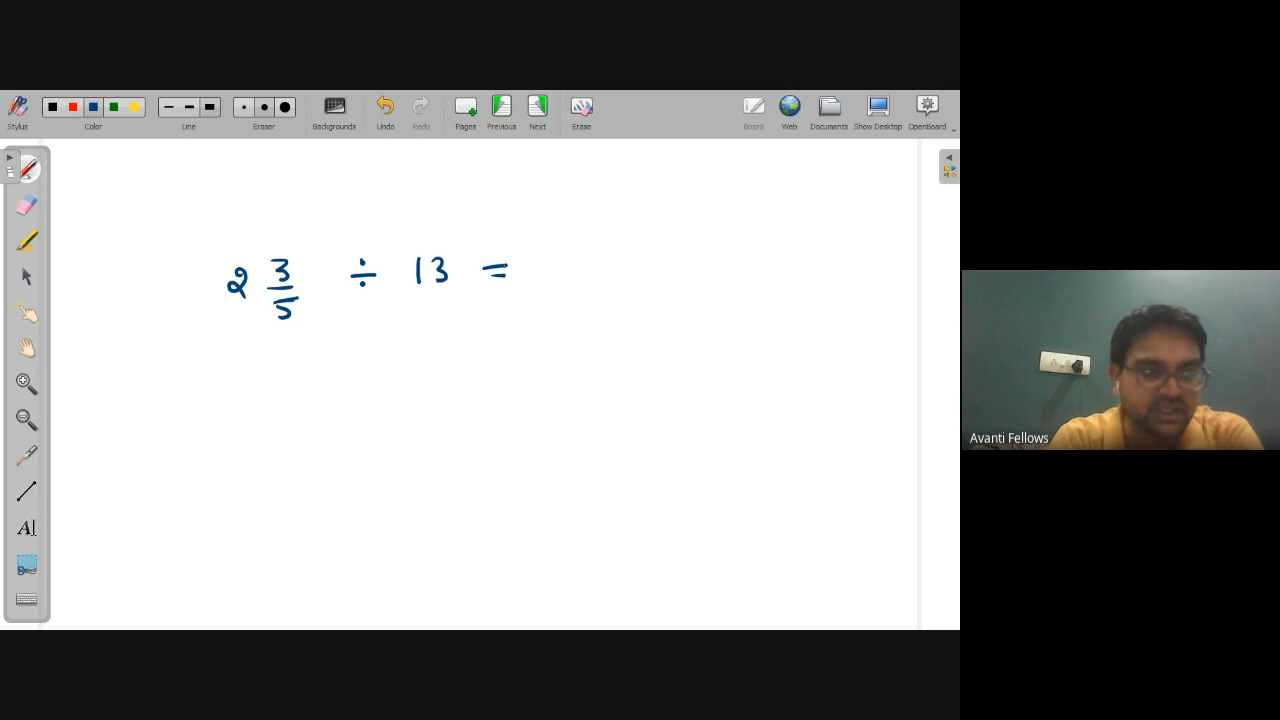 Stylus
Color
Line
Eraser
Backgrounds
Undo
Redo
Pages
Previous
Next
Erase
Board
Web
Documents
Show Desktop
OpenBoard
2 3/5 ÷ 13 =
A
Avanti Fellows